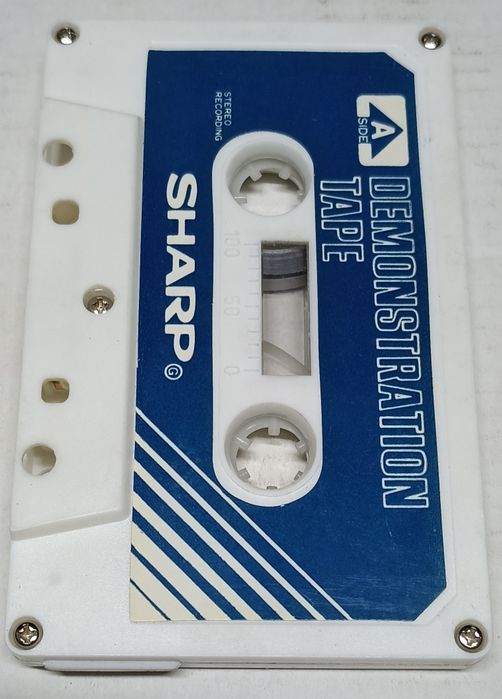 A
SIDE
DEMONSTRATION
TAPE
STEREO
RECORDING
100 50 0
SHARP G